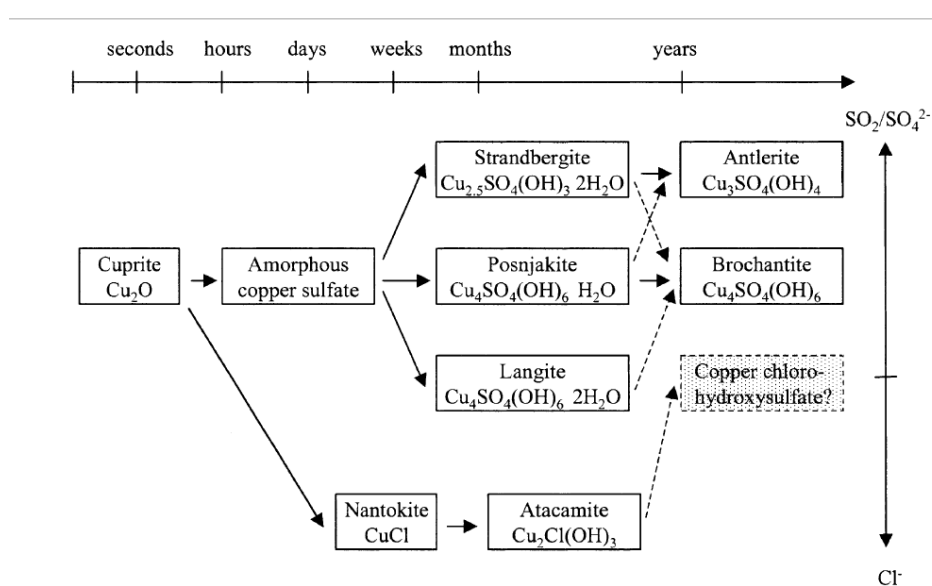 seconds hours days weeks months years
SO₂/SO₄²⁻
Strandbergite
Cu₂.₅SO₄(OH)₃ 2H₂O
Antlerite
Cu₃SO₄(OH)₄
Cuprite
Cu₂O
Amorphous
copper sulfate
Posnjakite
Cu₄SO₄(OH)₆ H₂O
Brochantite
Cu₄SO₄(OH)₆
Langite
Cu₄SO₄(OH)₆ 2H₂O
Copper chloro-
hydroxysulfate?
Nantokite
CuCl
Atacamite
Cu₂Cl(OH)₃
Cl⁻